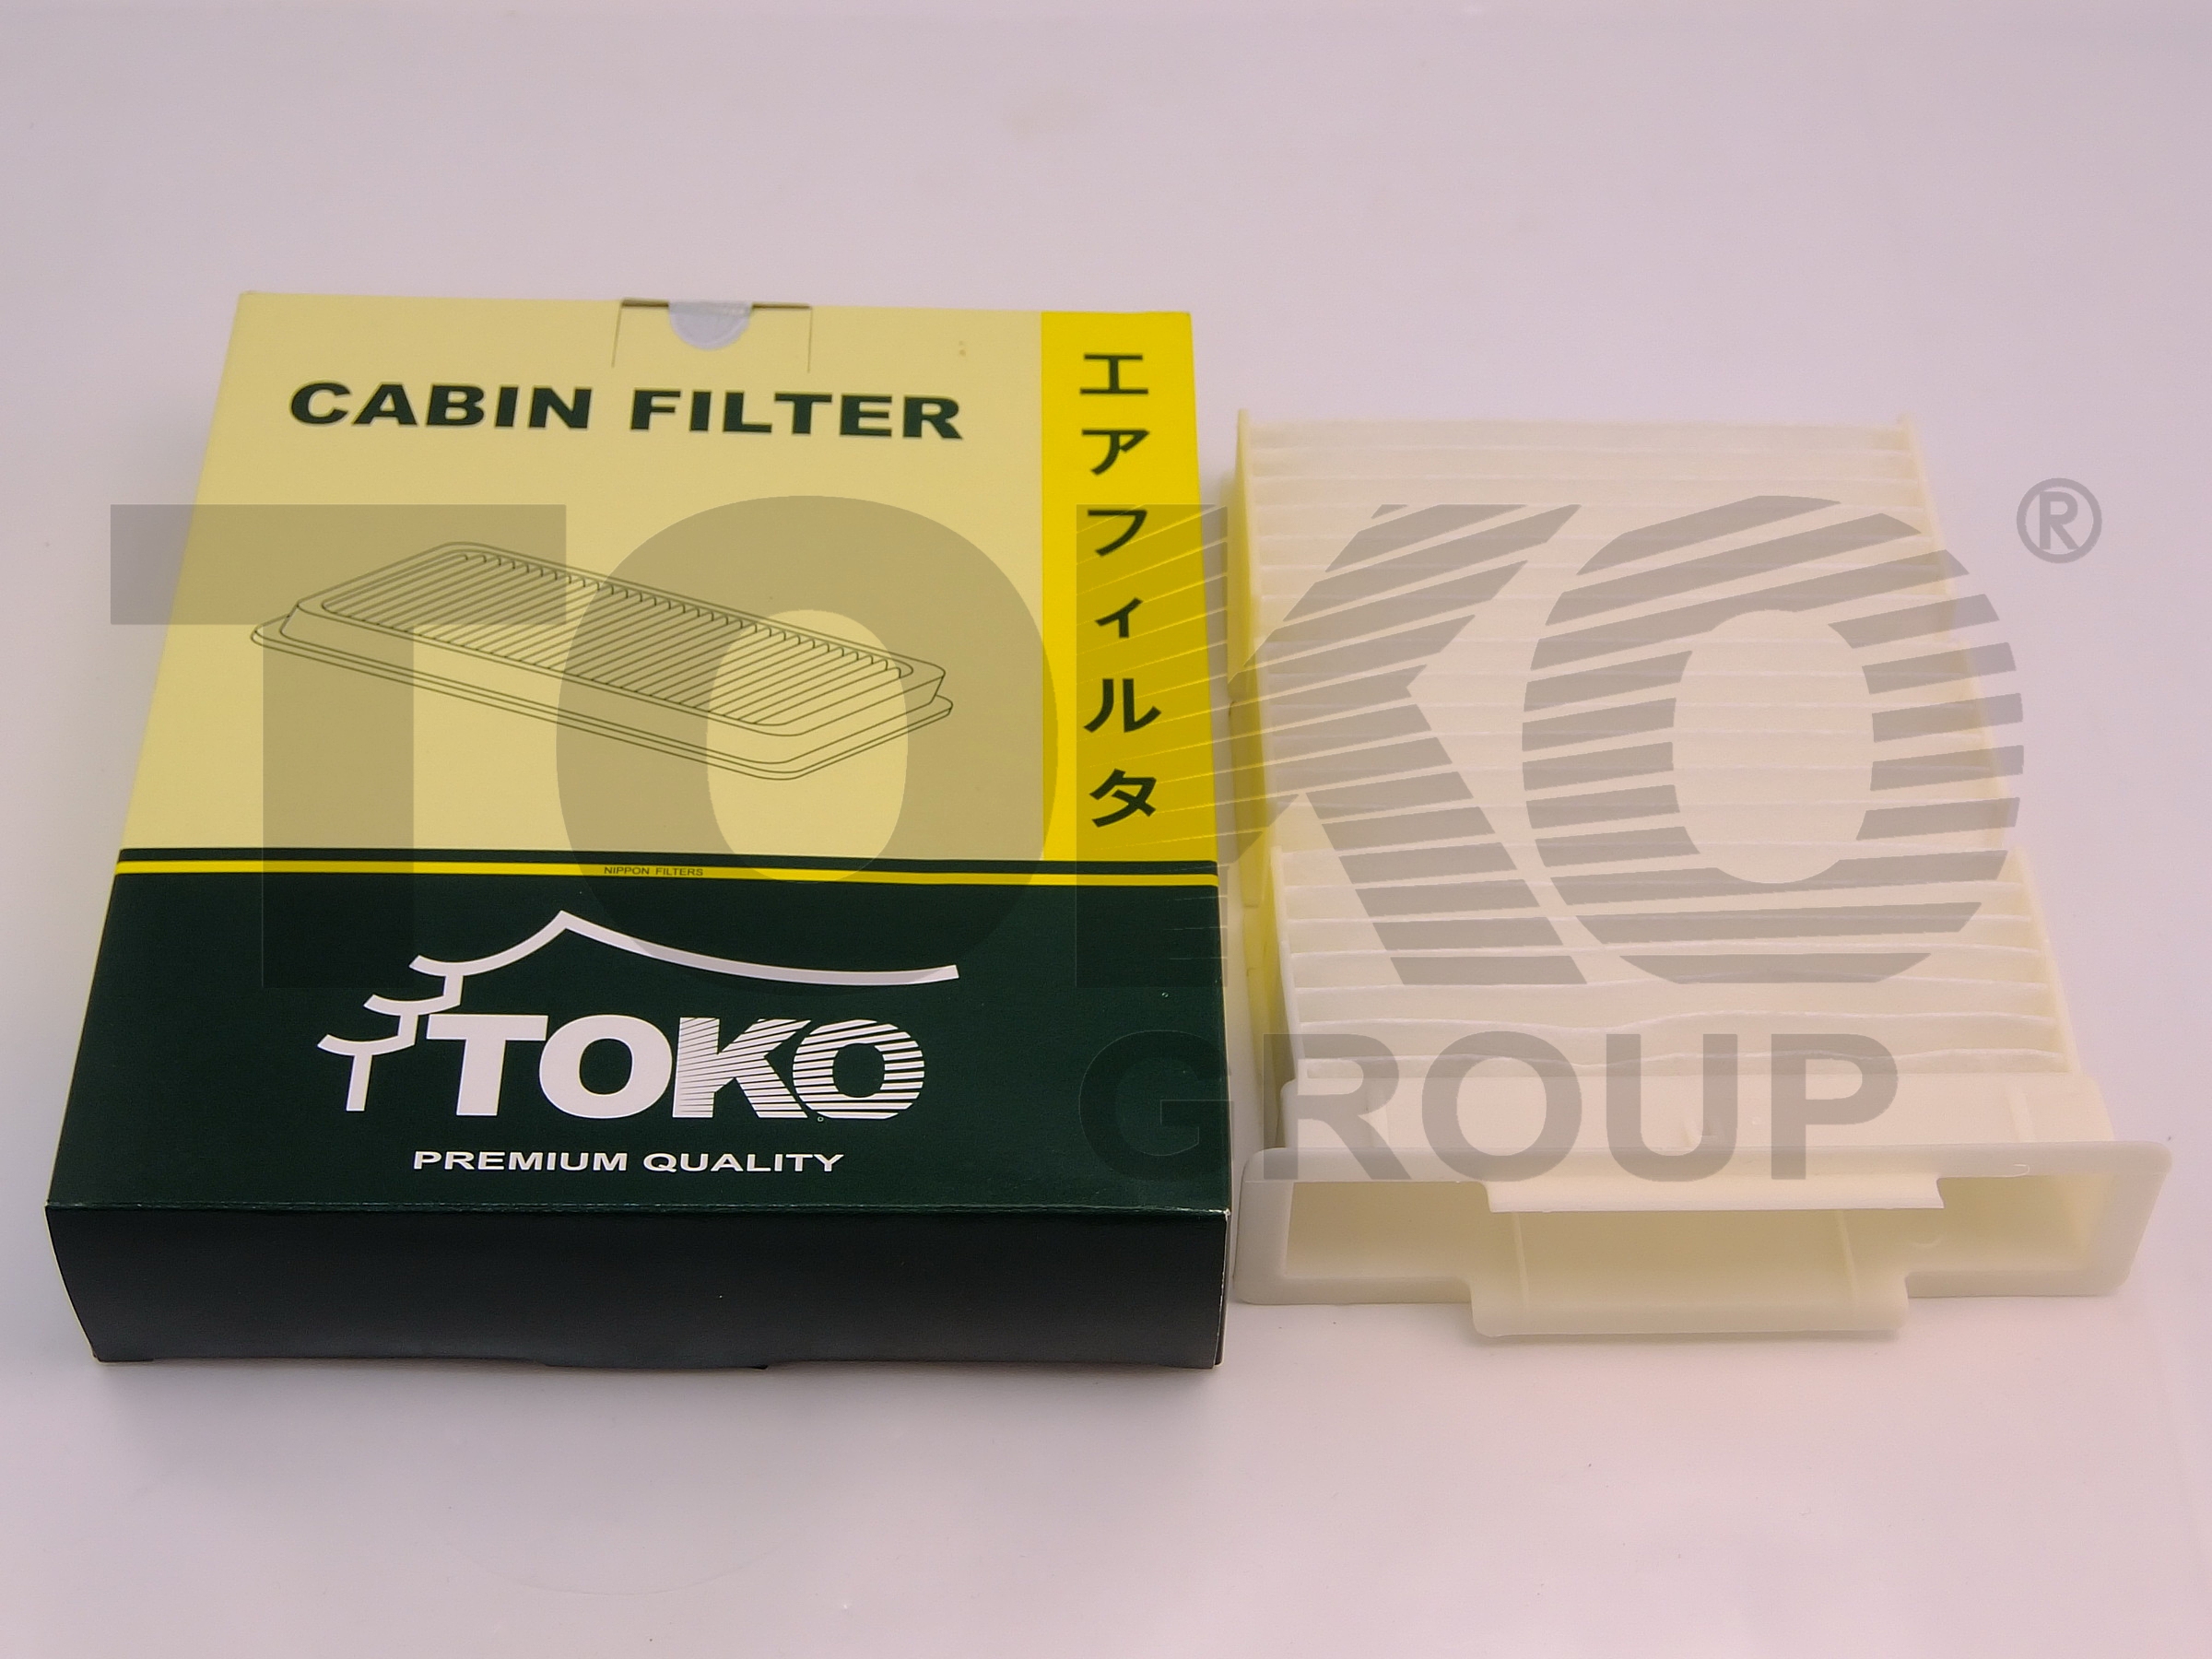 CABIN FILTER
エアフィルタ
NIPPON FILTERS
TOKO
PREMIUM QUALITY
TOKO ®
GROUP